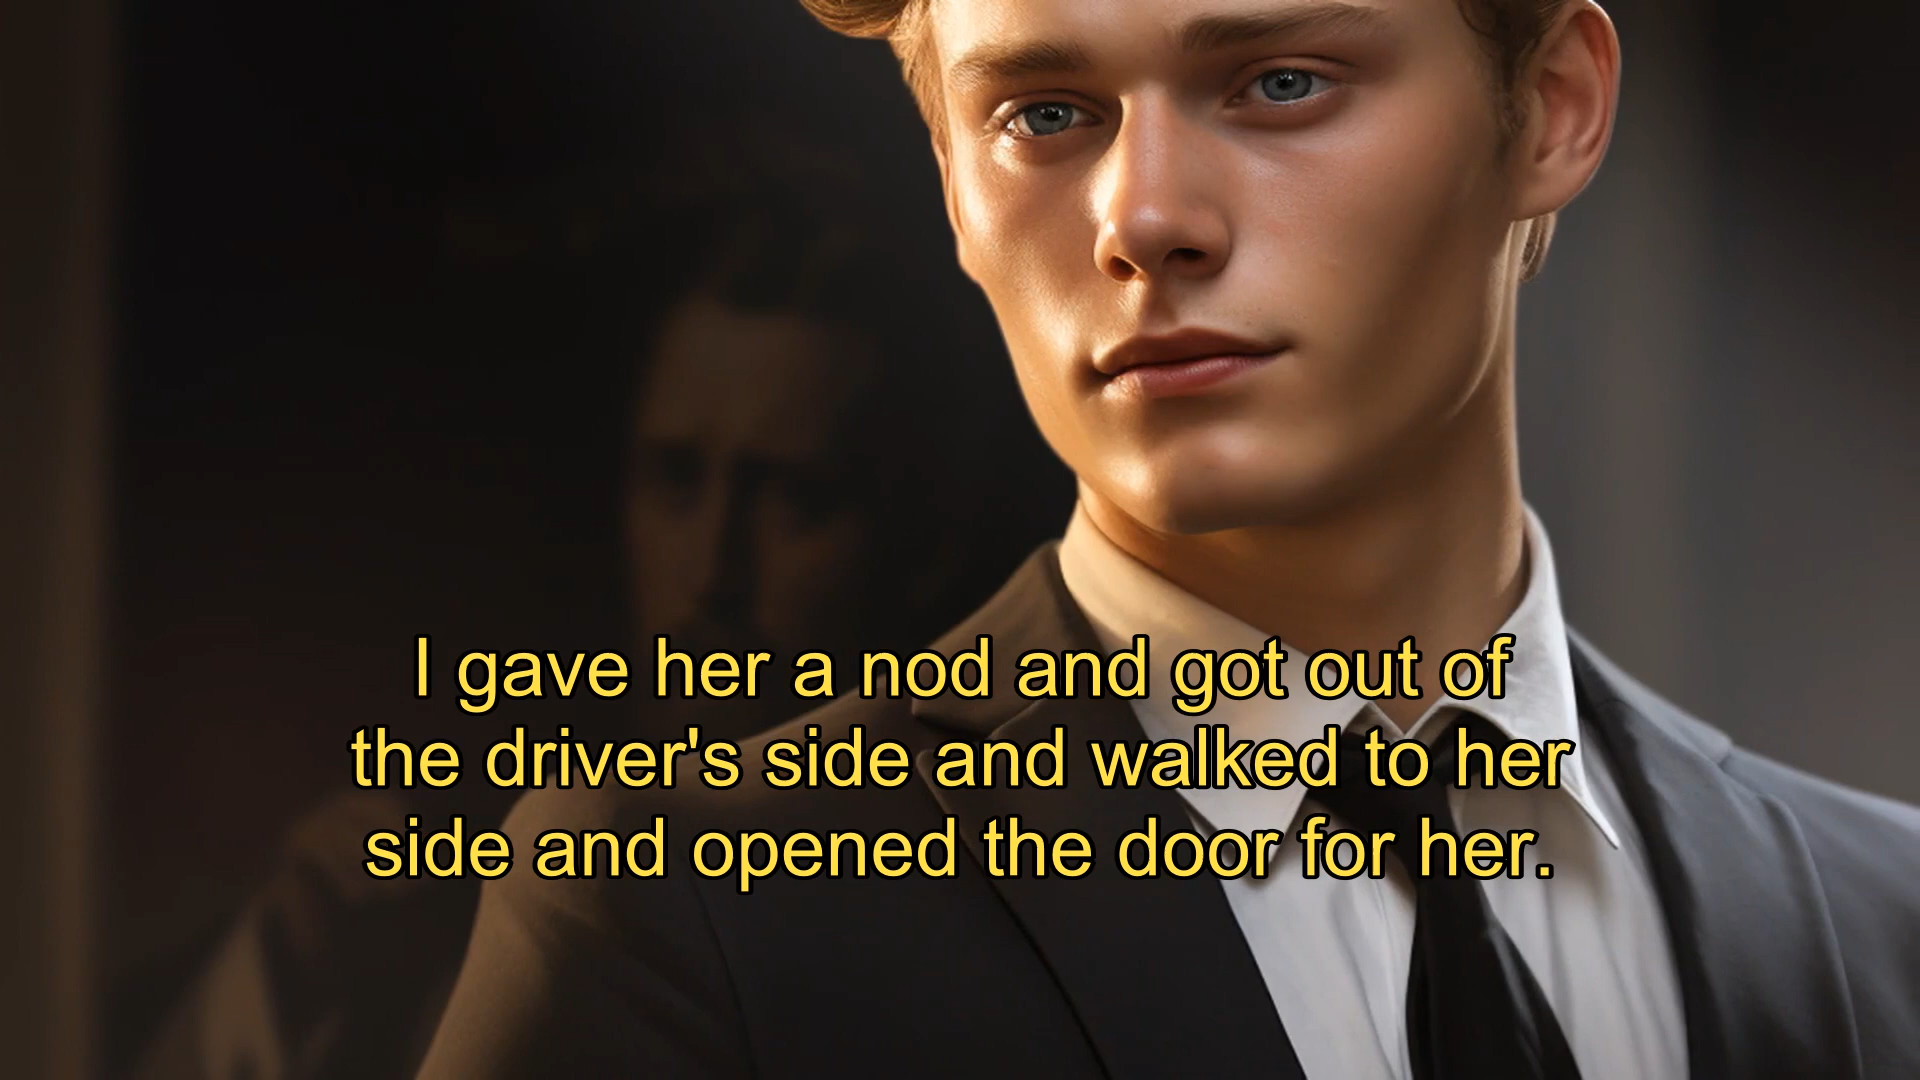 I gave her a nod and got out of
the driver's side and walked to her
side and opened the door for her.